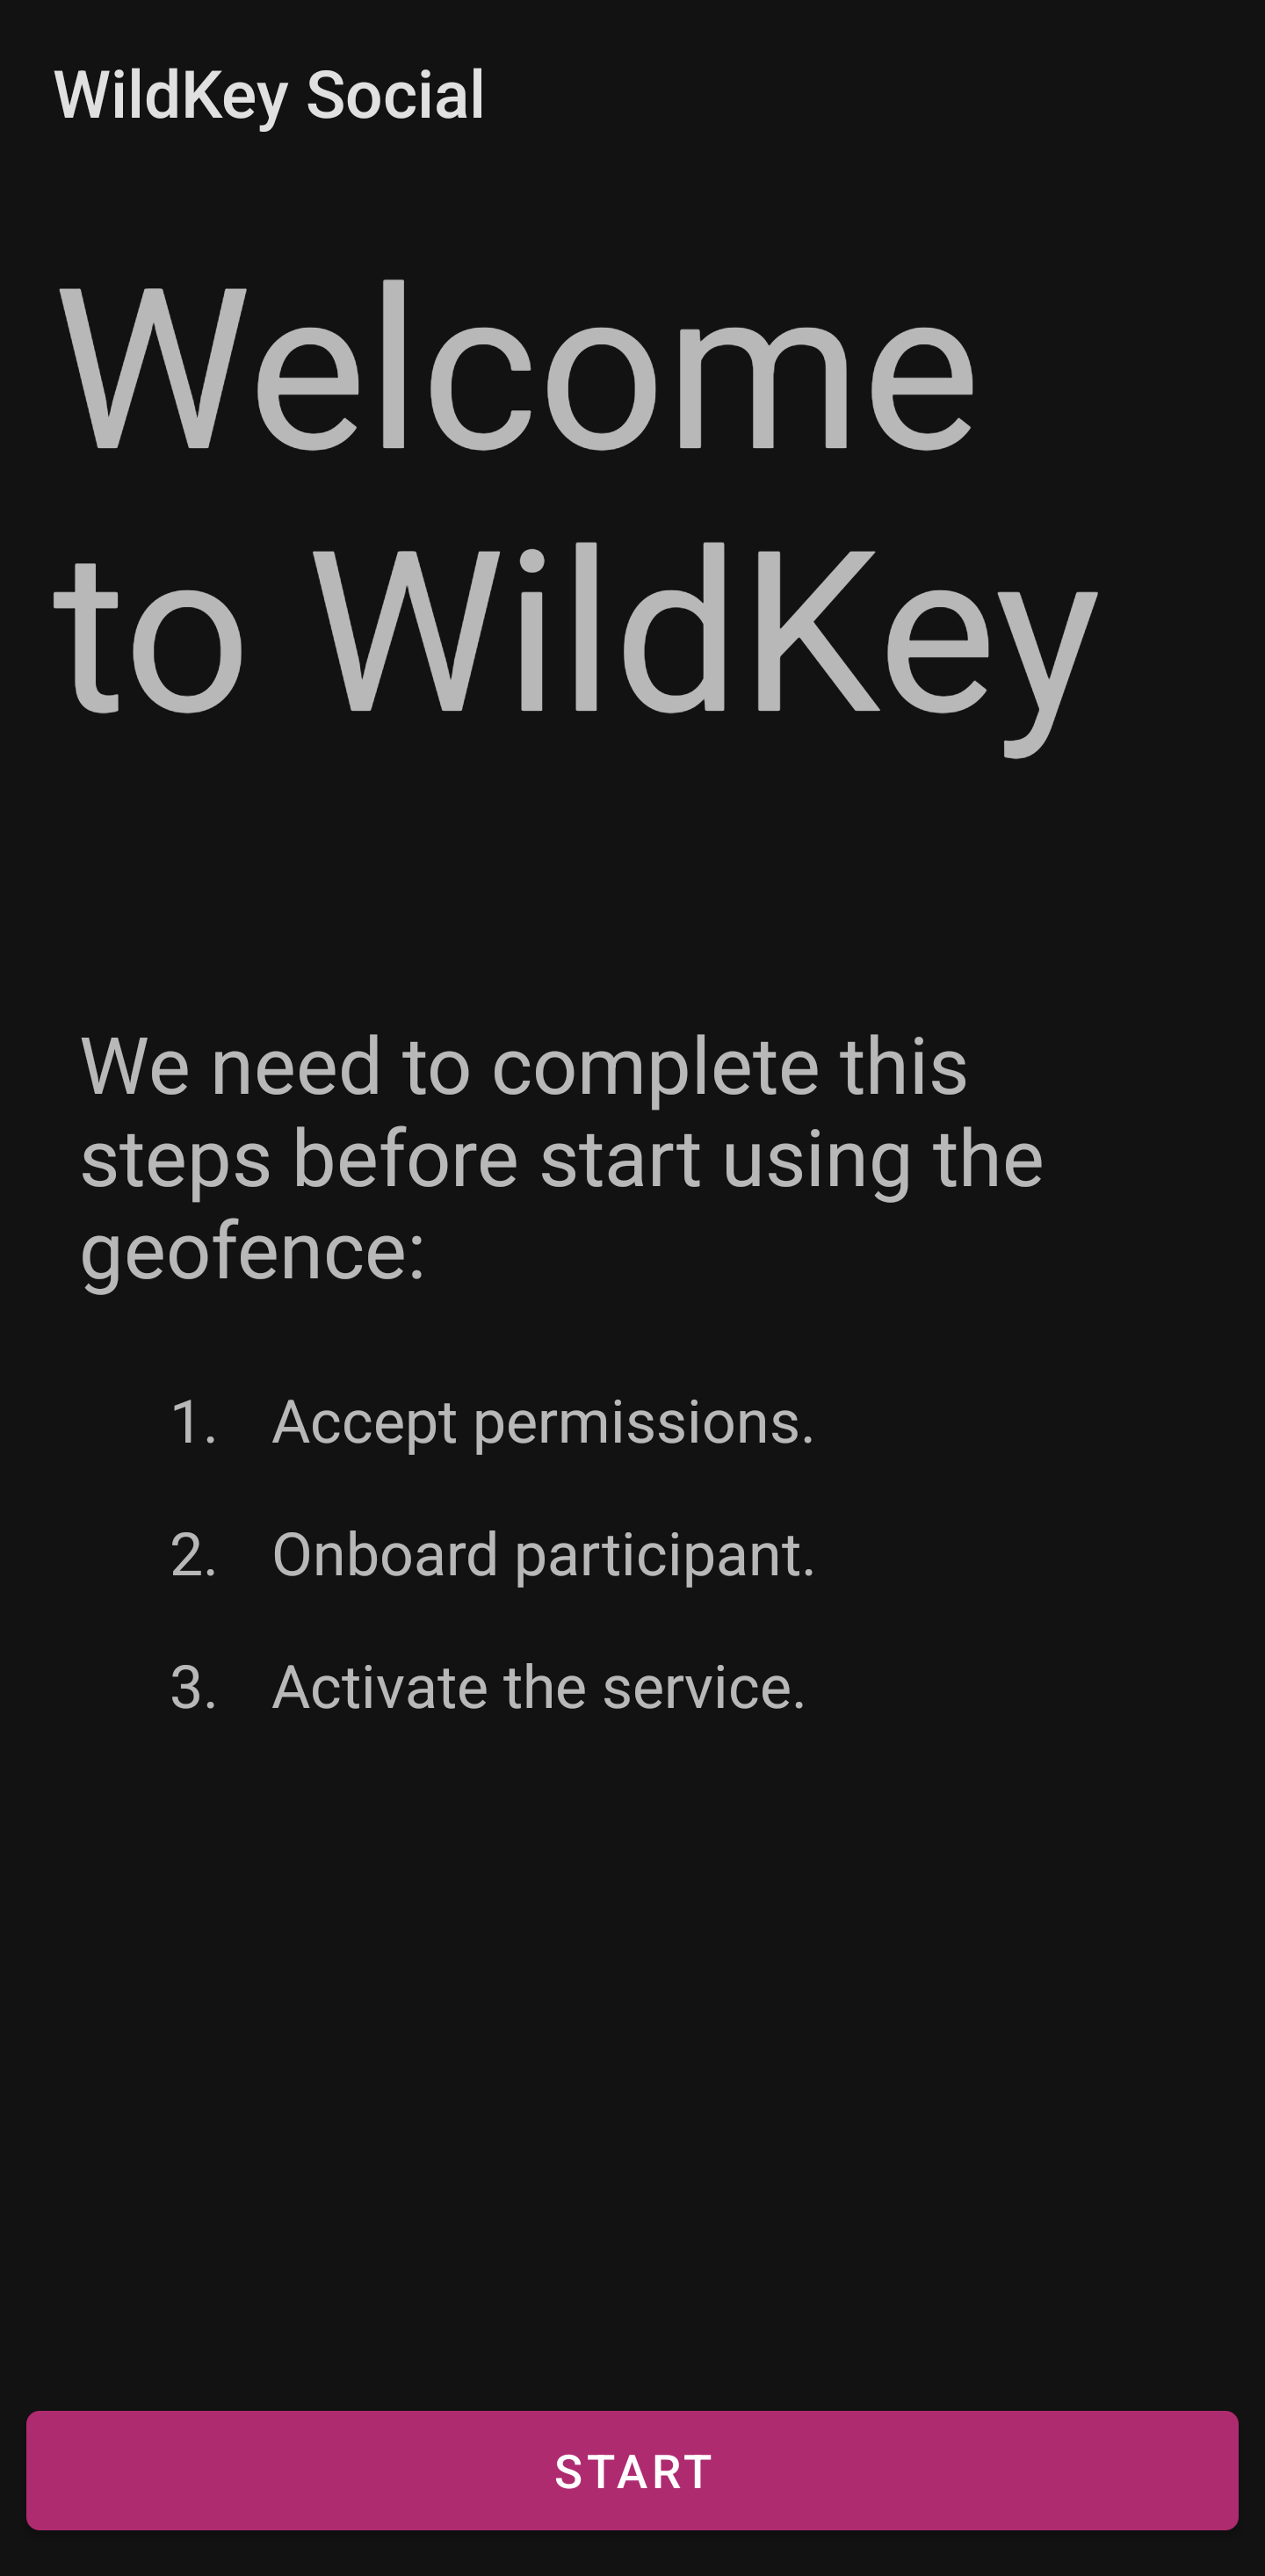 WildKey Social
Welcome
to WildKey
We need to complete this
steps before start using the
geofence:
1. Accept permissions.
2. Onboard participant.
3. Activate the service.
START